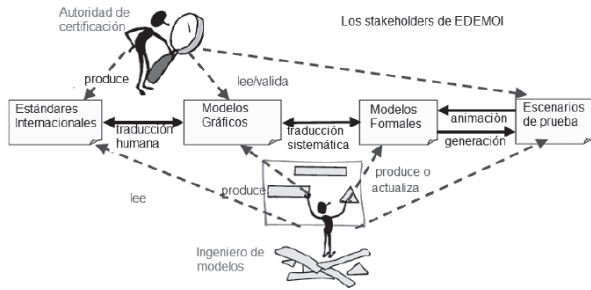 Autoridad de
certificación
Los stakeholders de EDEMOI
produce
lee/valida
Estándares
Internacionales
traducción
humana
Modelos
Gráficos
traducción
sistemática
Modelos
Formales
animaciòn
generación
Escenarios
de prueba
lee
produce
produce o
actualiza
Ingeniero de
modelos